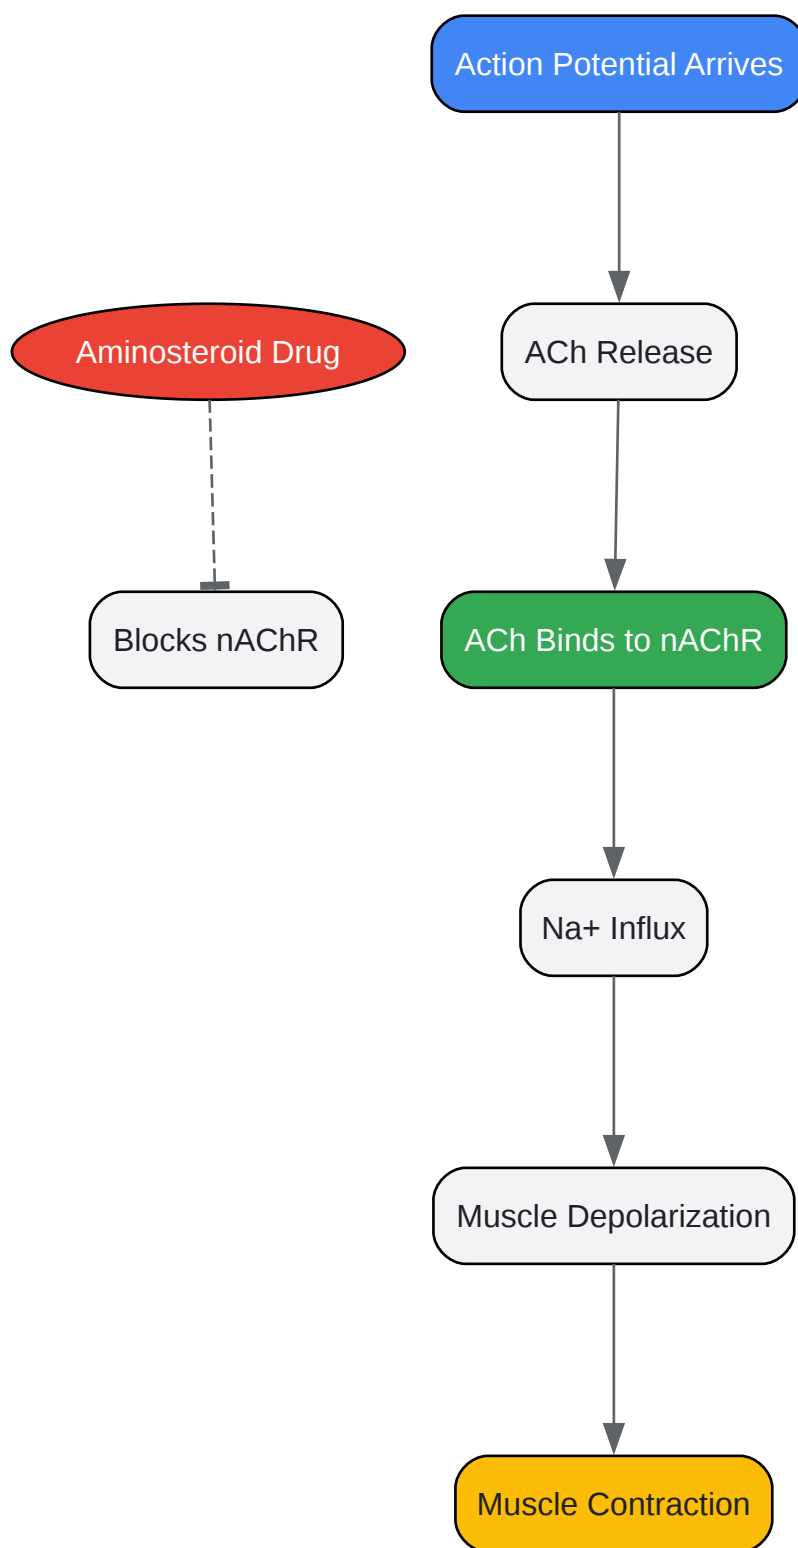 Action Potential Arrives
Aminosteroid Drug
ACh Release
Blocks nAChR
ACh Binds to nAChR
Na+ Influx
Muscle Depolarization
Muscle Contraction